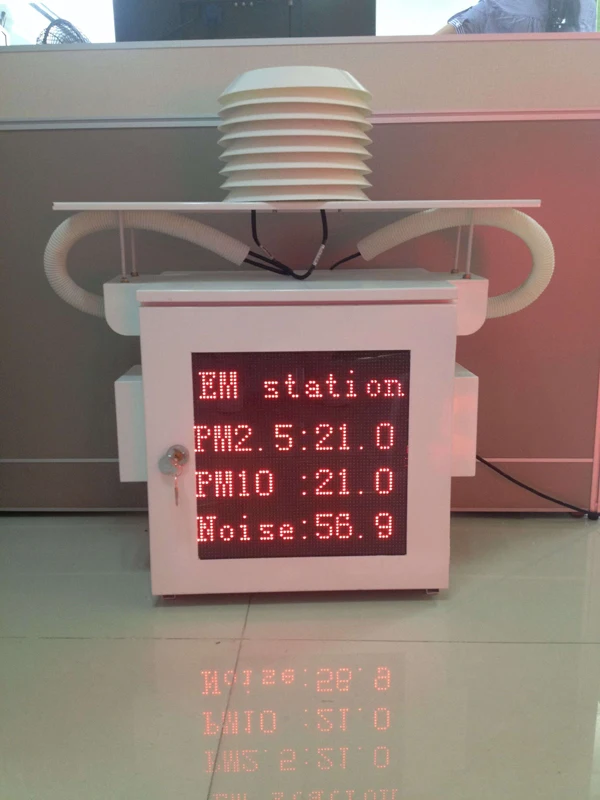 EM station
PM2.5:21.0
PM10 :21.0
Noise:56.9